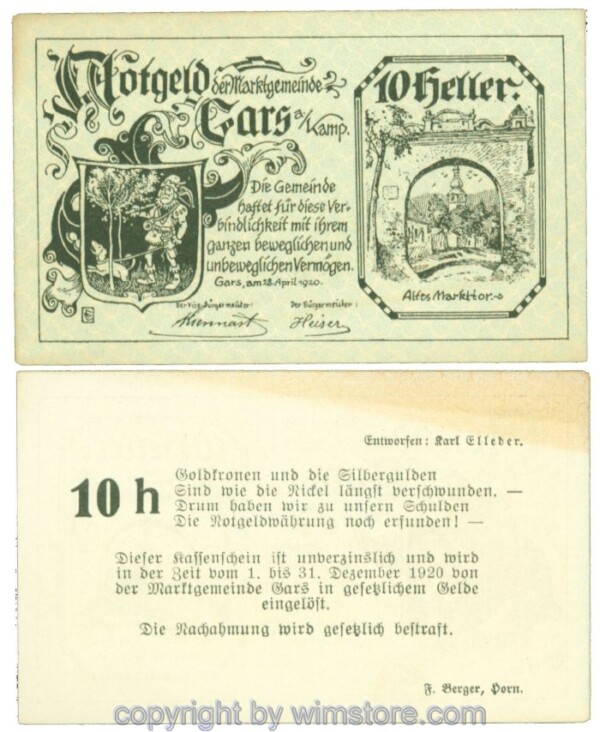 Notgeld der Marktgemeinde
Gars a/Kamp.
Die Gemeinde
haftet für diese Ver-
bindlichkeit mit ihrem
ganzen beweglichen und
unbeweglichen Vermögen.
Gars, am 28. April 1920.
Der Vize-Bürgermeister:
Der Bürgermeister:
Heiser
10 Heller.
Altes Markttor.
Entworfen: Karl Elleder.
10 h
Goldkronen und die Silbergulden
Sind wie die Nickel längst verschwunden. —
Drum haben wir zu unsern Schulden
Die Notgeldwährung noch erfunden! —
Dieser Kassenschein ist unverzinslich und wird
in der Zeit vom 1. bis 31. Dezember 1920 von
der Marktgemeinde Gars in gesetzlichem Gelde
eingelöst.
Die Nachahmung wird gesetzlich bestraft.
F. Berger, Horn.
copyright by wimstore.com